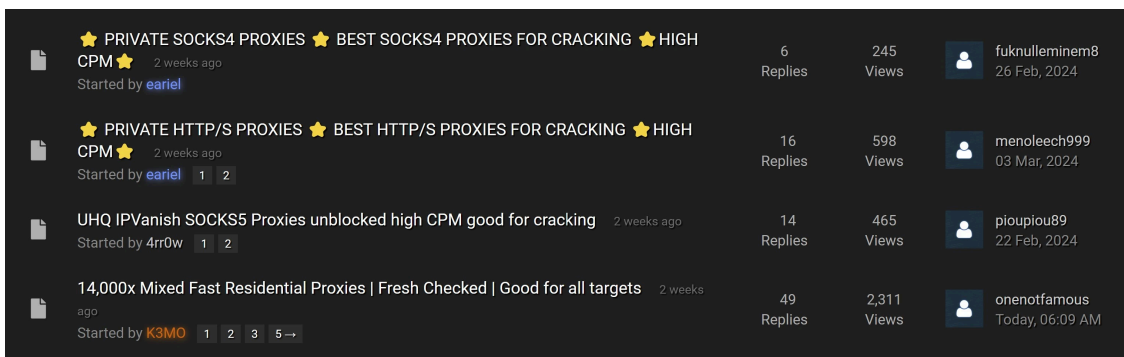 ⭐ PRIVATE SOCKS4 PROXIES ⭐ BEST SOCKS4 PROXIES FOR CRACKING ⭐HIGH
CPM⭐ 2 weeks ago
Started by eariel
6
Replies
245
Views
fuknulleminem8
26 Feb, 2024
⭐ PRIVATE HTTP/S PROXIES ⭐ BEST HTTP/S PROXIES FOR CRACKING ⭐HIGH
CPM⭐ 2 weeks ago
Started by eariel 1 2
16
Replies
598
Views
menoleech999
03 Mar, 2024
UHQ IPVanish SOCKS5 Proxies unblocked high CPM good for cracking 2 weeks ago
Started by 4rr0w 1 2
14
Replies
465
Views
pioupiou89
22 Feb, 2024
14,000x Mixed Fast Residential Proxies | Fresh Checked | Good for all targets 2 weeks
ago
Started by K3MO 1 2 3 5→
49
Replies
2,311
Views
onenotfamous
Today, 06:09 AM